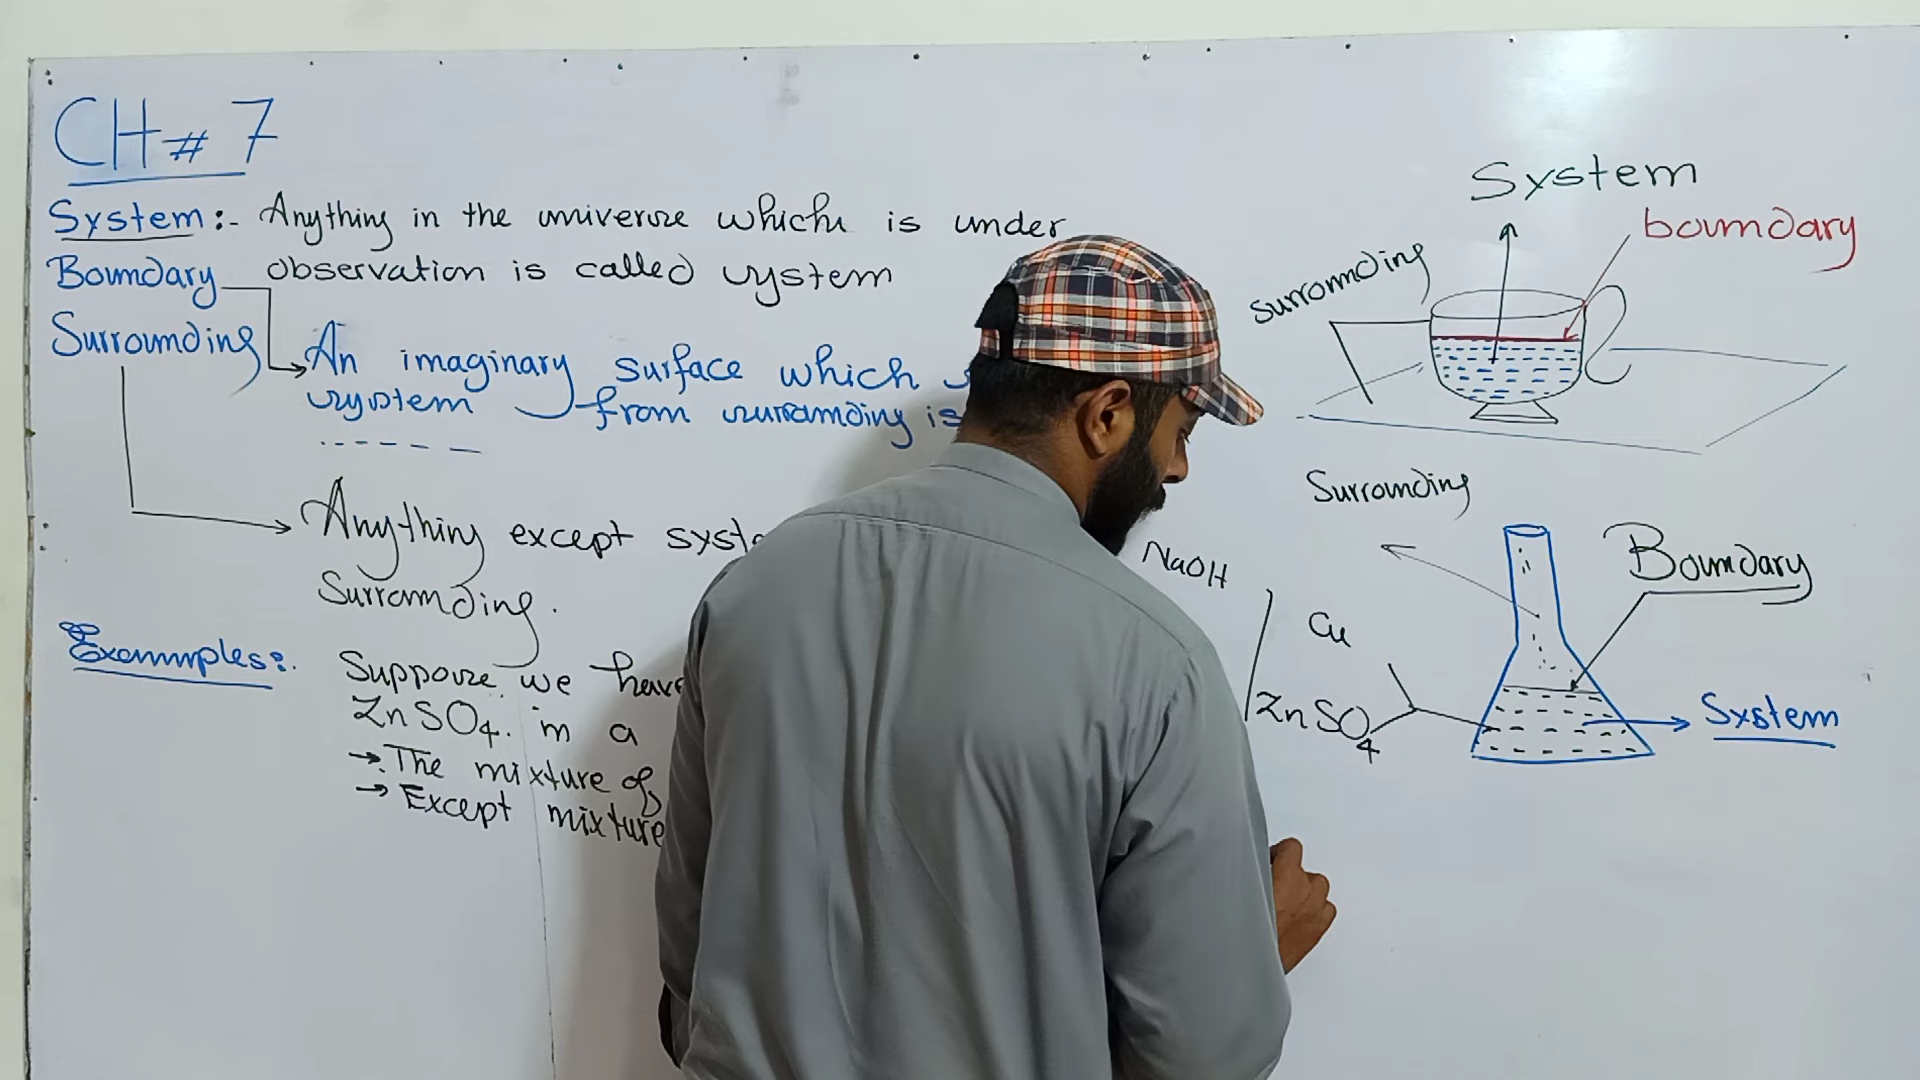 CH # 7
System:- Anything in the universe which is under
Boundary observation is called system
Surrounding
An imaginary surface which
system from surrounding is
Anything except syste
Surrounding.
Examples:. Suppose we have
ZnSO4. in a
→ The mixture of
→ Except mixture
System
boundary
surrounding
Surrounding
Boundary
NaOH
Cu
ZnSO4
System